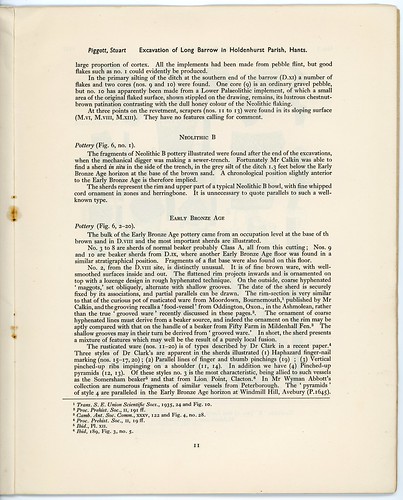 Piggott, Stuart Excavation of Long Barrow in Holdenhurst Parish, Hants.
large proportion of cortex. All the implements had been made from pebble flint, but good
flakes such as no. 1 could evidently be produced.
In the primary silting of the ditch at the southern end of the barrow (D.XI) a number of
flakes and two cores (nos. 9 and 10) were found. One core (9) is an ordinary gravel pebble,
but no. 10 has apparently been made from a Lower Palaeolithic implement, of which a small
area of the original flaked surface, shown stippled on the drawing, remains, its lustrous chestnut-
brown patination contrasting with the dull honey colour of the Neolithic flaking.
At three points on the revetment, scrapers (nos. 11 to 13) were found in its sloping surface
(M.VI, M.VIII, M.XIII). They have no features calling for comment.
NEOLITHIC B
Pottery (Fig. 6, no. 1).
The fragments of Neolithic B pottery illustrated were found after the end of the excavations,
when the mechanical digger was making a sewer-trench. Fortunately Mr Calkin was able to
find a sherd in situ in the side of the trench, in the grey silt of the ditch 1.3 feet below the Early
Bronze Age horizon at the base of the brown sand. A chronological position slightly anterior
to the Early Bronze Age is therefore implied.
The sherds represent the rim and upper part of a typical Neolithic B bowl, with fine whipped
cord ornament in zones and herringbone. It is unnecessary to quote parallels to such a well-
known type.
EARLY BRONZE AGE
Pottery (Fig. 6, 2-20).
The bulk of the Early Bronze Age pottery came from an occupation level at the base of th
brown sand in D.VIII and the most important sherds are illustrated.
No. 3 to 8 are sherds of normal beaker probably Class A, all from this cutting; Nos. 9
and 10 are beaker sherds from D.IX, where another Early Bronze Age floor was found in a
similar stratigraphical position. Fragments of a flat base were also found on this floor.
No. 2, from the D.VIII site, is distinctly unusual. It is of fine brown ware, with well-
smoothed surfaces inside and out. The flattened rim projects inwards and is ornamented on
top with a lozenge design in rough hyphenated technique. On the outside, coarse hyphenated
'maggots,' set obliquely, alternate with shallow grooves. The date of the sherd is securely
fixed by its associations, and partial parallels can be drawn. The rim-section is very similar
to that of the curious pot of rusticated ware from Moordown, Bournemouth,¹ published by Mr
Calkin, and the grooving recalls a 'food-vessel' from Oddington, Oxon., in the Ashmolean, rather
than the true 'grooved ware' recently discussed in these pages.² The ornament of coarse
hyphenated lines must derive from a beaker source, and indeed the ornament on the rim may be
aptly compared with that on the handle of a beaker from Fifty Farm in Mildenhall Fen.³ The
shallow grooves may in their turn be derived from 'grooved ware.' In short, the sherd presents
a mixture of features which may well be the result of a purely local fusion.
The rusticated ware (nos. 11-20) is of types described by Dr Clark in a recent paper.⁴
Three styles of Dr Clark's are apparent in the sherds illustrated (1) Haphazard finger-nail
marking (nos. 15-17, 20); (2) Parallel lines of finger and thumb pinchings (19); (3) Vertical
pinched-up ribs impinging on a shoulder (11, 14). In addition we have (4) Pinched-up
pyramids (12, 13). Of these styles no. 3 is the most characteristic, being allied to such vessels
as the Somersham beaker⁵ and that from Lion Point, Clacton.⁶ In Mr Wyman Abbott's
collection are numerous fragments of similar vessels from Peterborough. The 'pyramids'
of style 4 are paralleled in the Early Bronze Age horizon at Windmill Hill, Avebury (P.1645).
¹ Trans. S. E. Union Scientific Socs., 1935, 24 and Fig. 10.
² Proc. Prehist. Soc., II, 191 ff.
³ Camb. Ant. Soc. Comm., XXXV, 122 and Fig. 4, no. 28.
⁴ Proc. Prehist. Soc., II, 19 ff.
⁵ Ibid., Pl. XII.
⁶ Ibid, 189, Fig. 3, no. 5.
11